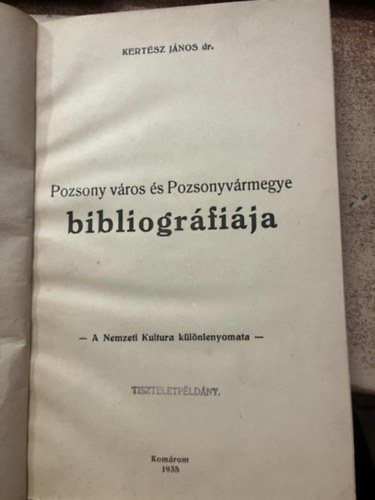 KERTÉSZ JÁNOS dr.
Pozsony város és Pozsonyvármegye
bibliográfiája
— A Nemzeti Kultura különlenyomata —
TISZTELETPÉLDÁNY.
Komárom
1935